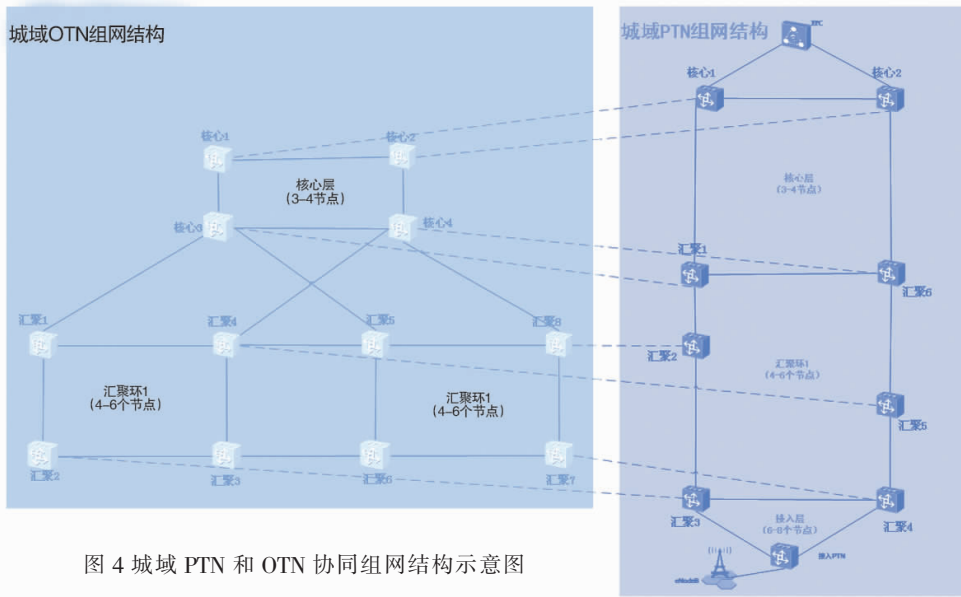 城域OTN组网结构
核心1
核心2
核心层
(3-4节点)
核心3
核心4
汇聚1
汇聚4
汇聚5
汇聚8
汇聚环1
(4-6个节点)
汇聚环1
(4-6个节点)
汇聚2
汇聚3
汇聚6
汇聚7
城域PTN组网结构
EPC
核心1
核心2
核心层
(3-4节点)
汇聚1
汇聚6
汇聚2
汇聚环1
(4-6个节点)
汇聚5
汇聚3
汇聚4
接入层
(6-8个节点)
接入PTN
eNodeB
图 4 城域 PTN 和 OTN 协同组网结构示意图